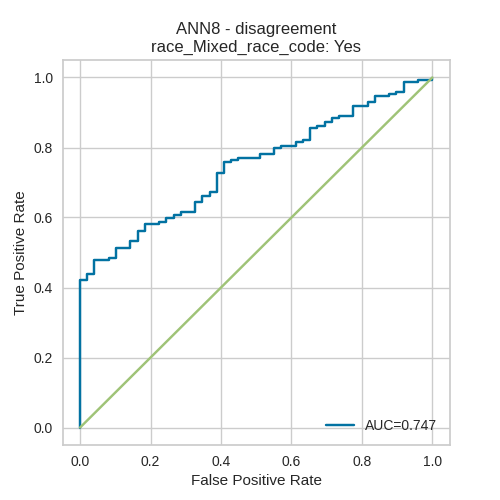 ANN8 - disagreement
race_Mixed_race_code: Yes
True Positive Rate
1.0
0.8
0.6
0.4
0.2
0.0
AUC=0.747
0.0 0.2 0.4 0.6 0.8 1.0
False Positive Rate